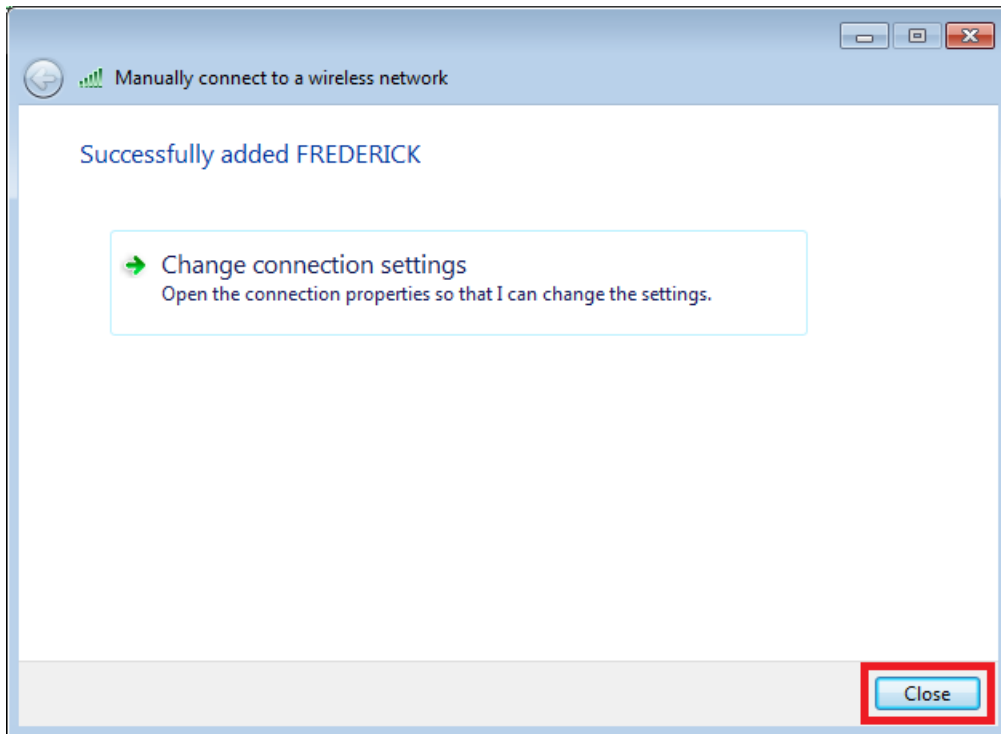 Manually connect to a wireless network
Successfully added FREDERICK
Change connection settings
Open the connection properties so that I can change the settings.
Close